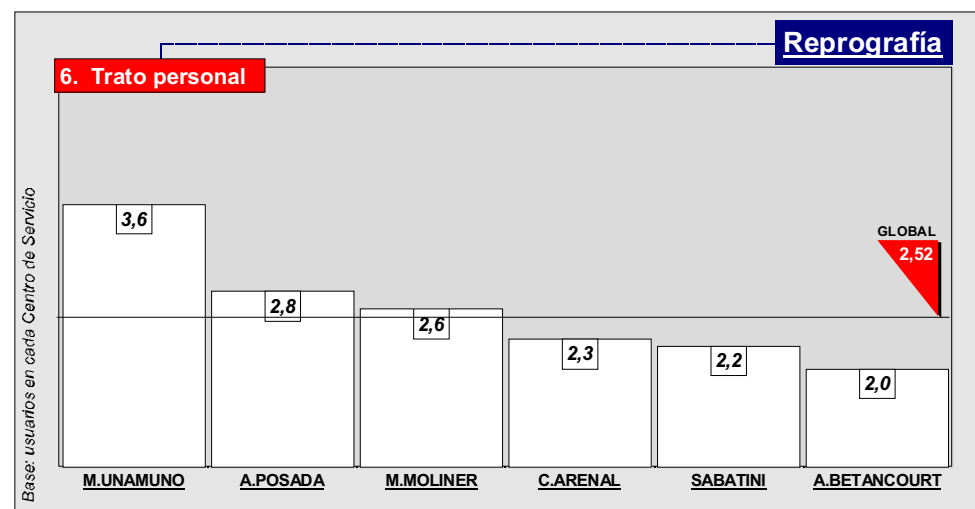 Reprografía
6. Trato personal
Base: usuarios en cada Centro de Servicio
3,6
2,8
2,6
2,3
2,2
2,0
GLOBAL
2,52
M.UNAMUNO
A.POSADA
M.MOLINER
C.ARENAL
SABATINI
A.BETANCOURT